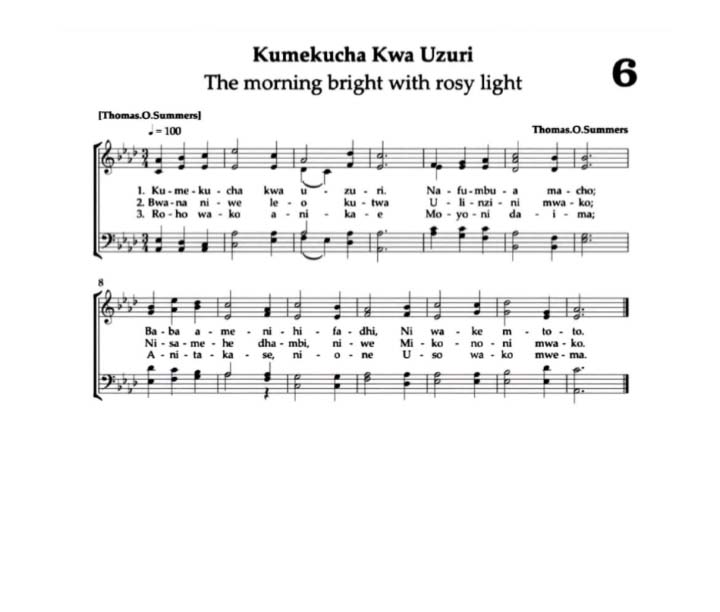 Kumekucha Kwa Uzuri
The morning bright with rosy light
6
[Thomas.O.Summers]
♩ = 100
Thomas.O.Summers
1. Ku - me - ku - cha kwa u - zu - ri. Na - fu - mbu - a ma - cho;
2. Bwa - na ni - we le - o ku - twa U - li - nzi - ni mwa - ko;
3. Ro - ho wa - ko a - ni - ka - e Mo - yo - ni da - i - ma;
8
Ba - ba a - me - ni - hi - fa - dhi, Ni wa - ke m - to - to.
Ni - sa - me - he dha - mbi, ni - we Mi - ko - no - ni mwa - ko.
A - ni - ta - ka - se, ni - o - ne U - so wa - ko mwe - ma.